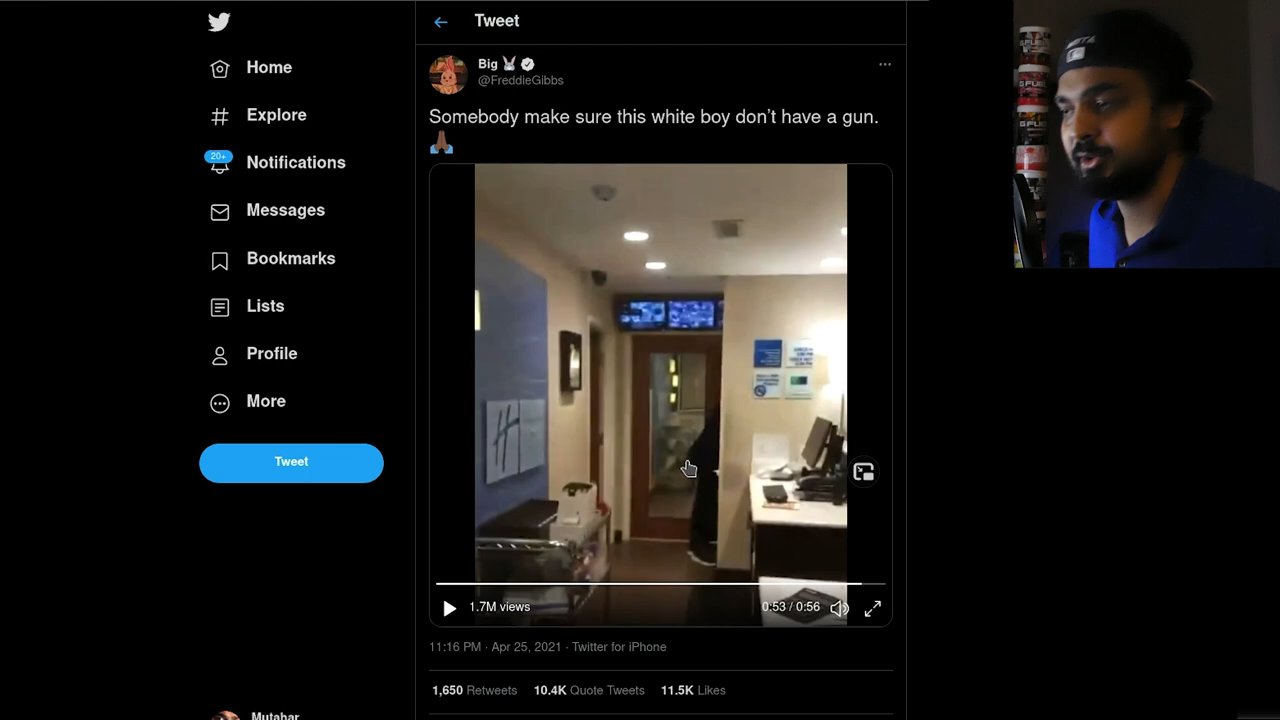 Tweet
Big
@FreddieGibbs
Somebody make sure this white boy don't have a gun.
Home
Explore
20+
Notifications
Messages
Bookmarks
Lists
Profile
More
Tweet
H
1.7M views
0:53 / 0:56
11:16 PM · Apr 25, 2021 · Twitter for iPhone
1,650 Retweets 10.4K Quote Tweets 11.5K Likes
Mutahar